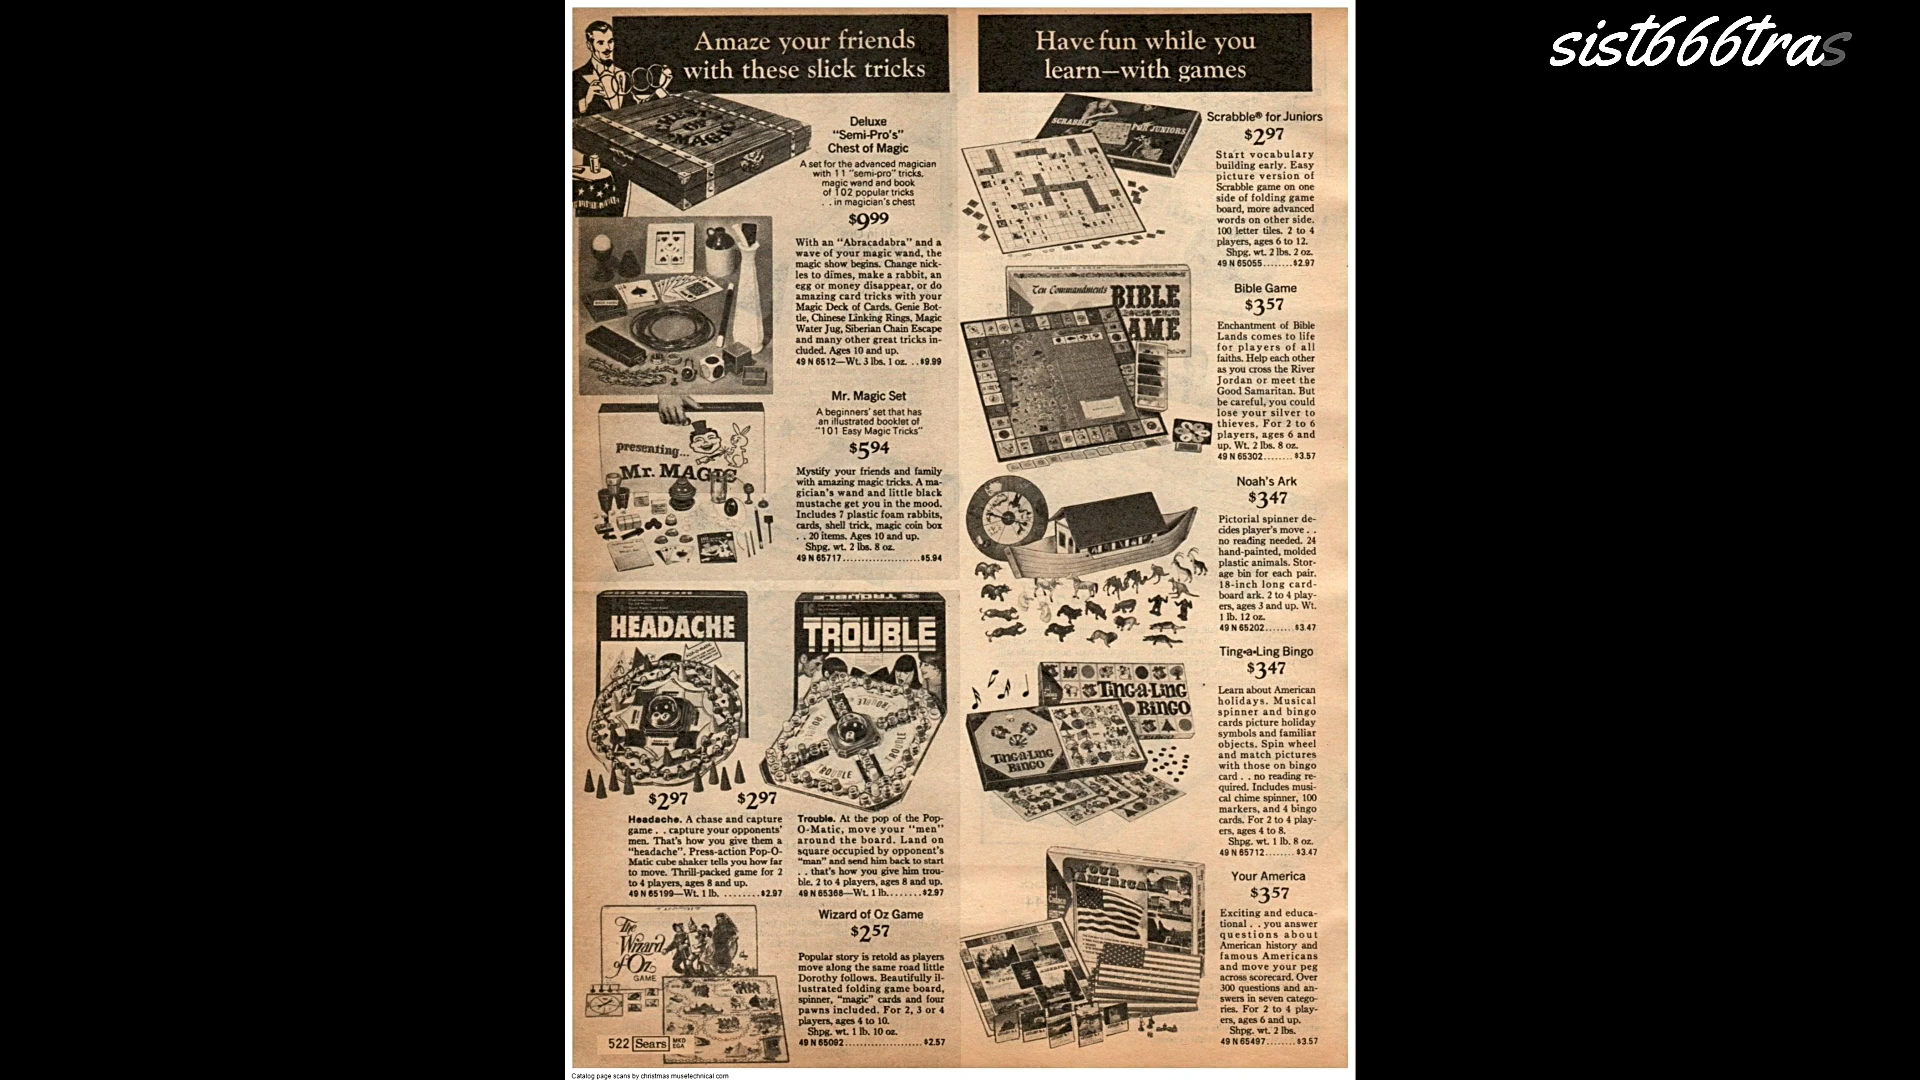 sist666tras
Amaze your friends
with these slick tricks
CHEST
OF
MAGIC
Deluxe
"Semi-Pro's"
Chest of Magic
A set for the advanced magician
with 11 "semi-pro" tricks,
magic wand and book
of 102 popular tricks
. . in magician's chest
$9.99
With an "Abracadabra" and a
wave of your magic wand, the
magic show begins. Change nick-
les to dimes, make a rabbit, an
egg or money disappear, or do
amazing card tricks with your
Magic Deck of Cards. Genie Bot-
tle, Chinese Linking Rings, Magic
Water Jug, Siberian Chain Escape
and many other great tricks in-
cluded. Ages 10 and up.
49 N 6512—Wt. 3 lbs. 1 oz. . . $9.99
presenting...
Mr. MAGIC
Mr. Magic Set
A beginners' set that has
an illustrated booklet of
"101 Easy Magic Tricks"
$5.94
Mystify your friends and family
with amazing magic tricks. A ma-
gician's wand and little black
mustache get you in the mood.
Includes 7 plastic foam rabbits,
cards, shell trick, magic coin box
. . 20 items. Ages 10 and up.
Shpg. wt. 2 lbs. 8 oz.
49 N 65717......................$5.94
HEADACHE
$2.97
Headache. A chase and capture
game . . capture your opponents'
men. That's how you give them a
"headache". Press-action Pop-O-
Matic cube shaker tells you how far
to move. Thrill-packed game for 2
to 4 players, ages 8 and up.
49 N 65199—Wt. 1 lb. .........$2.97
TROUBLE
TROUBLE
TROUBLE
$2.97
Trouble. At the pop of the Pop-
O-Matic, move your "men"
around the board. Land on
square occupied by opponent's
"man" and send him back to start
. . that's how you give him trou-
ble. 2 to 4 players, ages 8 and up.
49 N 65368—Wt. 1 lb.........$2.97
The
Wizard
of Oz
GAME
Wizard of Oz Game
$2.57
Popular story is retold as players
move along the same road little
Dorothy follows. Beautifully il-
lustrated folding game board,
spinner, "magic" cards and four
pawns included. For 2, 3 or 4
players, ages 4 to 10.
Shpg. wt. 1 lb. 10 oz.
49 N 65092......................$2.57
522 Sears MKD
EGA
Have fun while you
learn—with games
SCRABBLE FOR JUNIORS
Scrabble® for Juniors
$2.97
Start vocabulary
building early. Easy
picture version of
Scrabble game on one
side of folding game
board, more advanced
words on other side.
100 letter tiles. 2 to 4
players, ages 6 to 12.
Shpg. wt. 2 lbs. 2 oz.
49 N 65055........$2.97
Ten Commandments
BIBLE
GAME
Bible Game
$3.57
Enchantment of Bible
Lands comes to life
for players of all
faiths. Help each other
as you cross the River
Jordan or meet the
Good Samaritan. But
be careful, you could
lose your silver to
thieves. For 2 to 6
players, ages 6 and
up. Wt. 2 lbs. 8 oz.
49 N 65302........$3.57
Noah's Ark
$3.47
Pictorial spinner de-
cides player's move . .
no reading needed. 24
hand-painted, molded
plastic animals. Stor-
age bin for each pair.
18-inch long card-
board ark. 2 to 4 play-
ers, ages 3 and up. Wt.
1 lb. 12 oz.
49 N 65202........$3.47
TING-A-LING
BINGO
TING-A-LING
BINGO
Ting-a-Ling Bingo
$3.47
Learn about American
holidays. Musical
spinner and bingo
cards picture holiday
symbols and familiar
objects. Spin wheel
and match pictures
with those on bingo
card . . no reading re-
quired. Includes musi-
cal chime spinner, 100
markers, and 4 bingo
cards. For 2 to 4 play-
ers, ages 4 to 8.
Shpg. wt. 1 lb. 8 oz.
49 N 65712........$3.47
YOUR
AMERICA
Your America
$3.57
Exciting and educa-
tional . . you answer
questions about
American history and
famous Americans
and move your peg
across scorecard. Over
300 questions and an-
swers in seven catego-
ries. For 2 to 4 play-
ers, ages 6 and up.
Shpg. wt. 2 lbs.
49 N 65497........$3.57
Catalog page scans by christmas.musetechnical.com